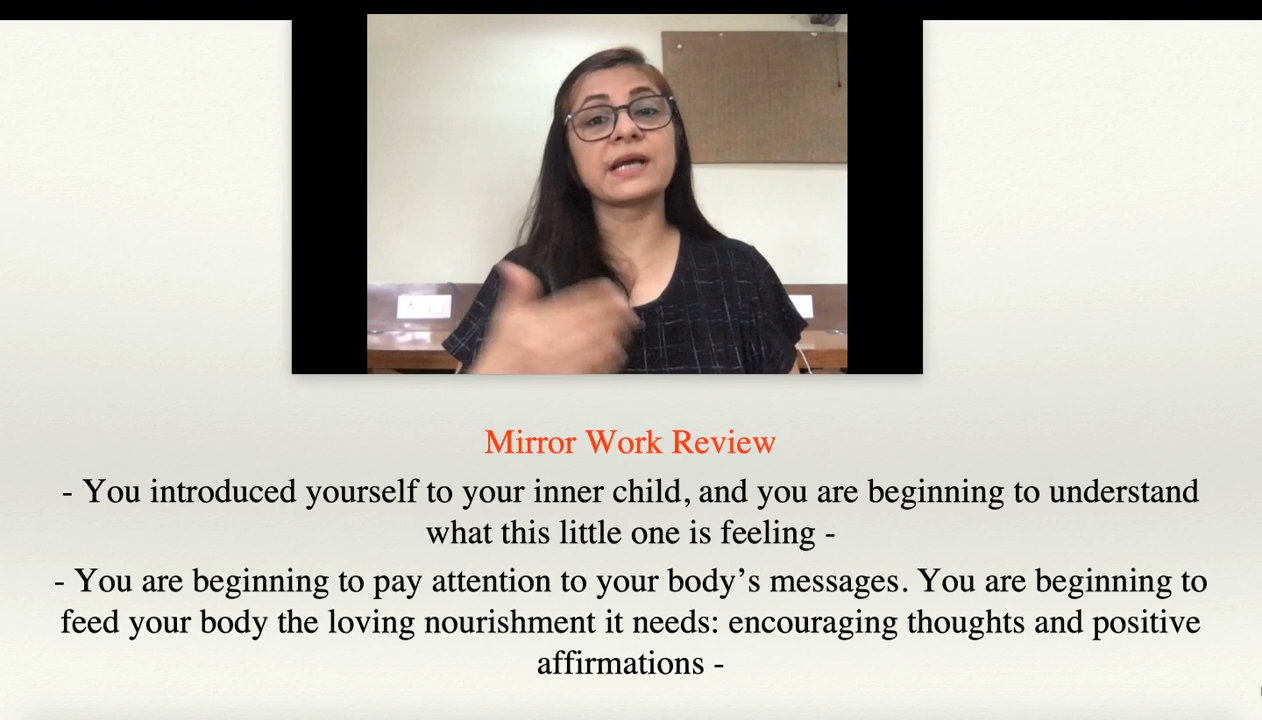 Mirror Work Review
- You introduced yourself to your inner child, and you are beginning to understand
what this little one is feeling -
- You are beginning to pay attention to your body’s messages. You are beginning to
feed your body the loving nourishment it needs: encouraging thoughts and positive
affirmations -